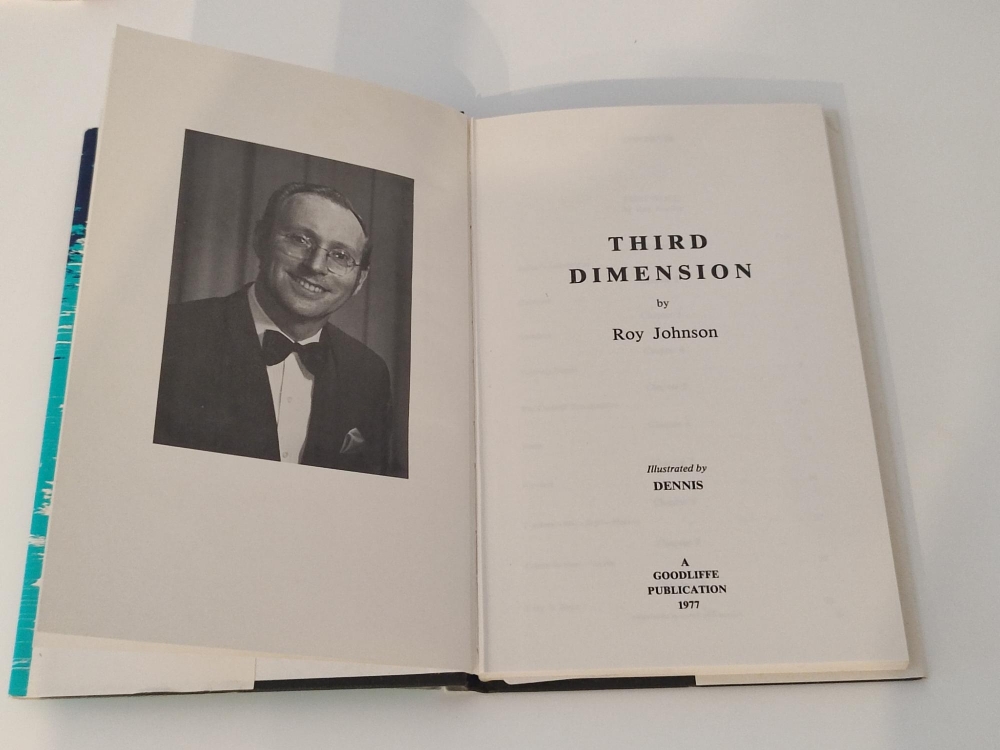 THIRD
DIMENSION
by
Roy Johnson
Illustrated by
DENNIS
A
GOODLIFFE
PUBLICATION
1977